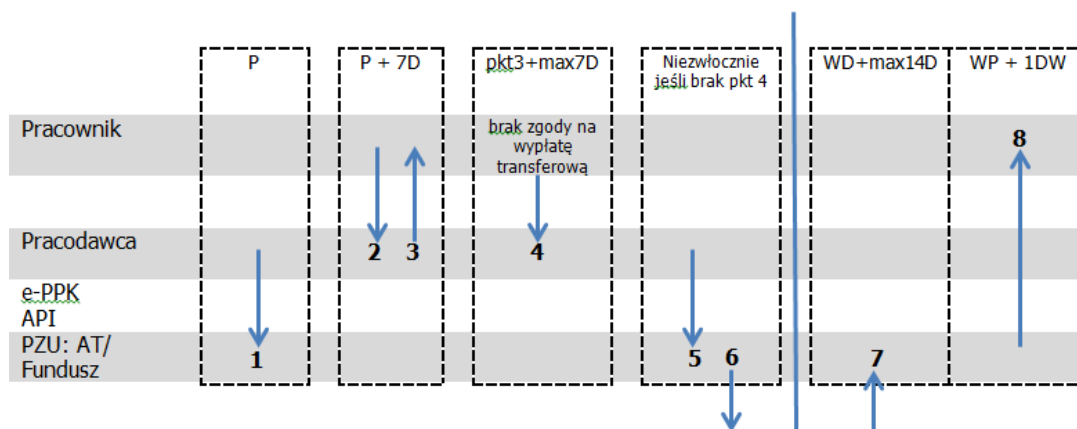 P
P + 7D
pkt3+max7D
Niezwłocznie
jeśli brak pkt 4
WD+max14D
WP + 1DW
Pracownik
brak zgody na
wypłatę
transferową
8
Pracodawca
2
3
4
e-PPK
API
PZU: AT/
Fundusz
1
5
6
7